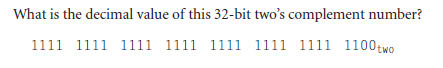 What is the decimal value of this 32-bit two’s complement number?
1111 1111 1111 1111 1111 1111 1111 1100two